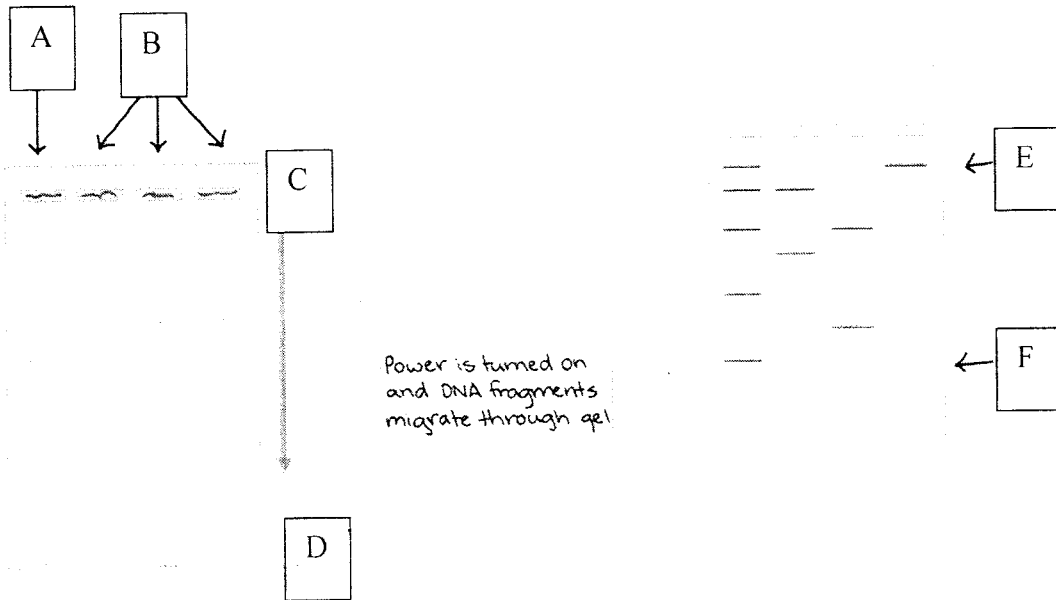 A
B
C
E
Power is turned on
and DNA fragments
migrate through gel
F
D